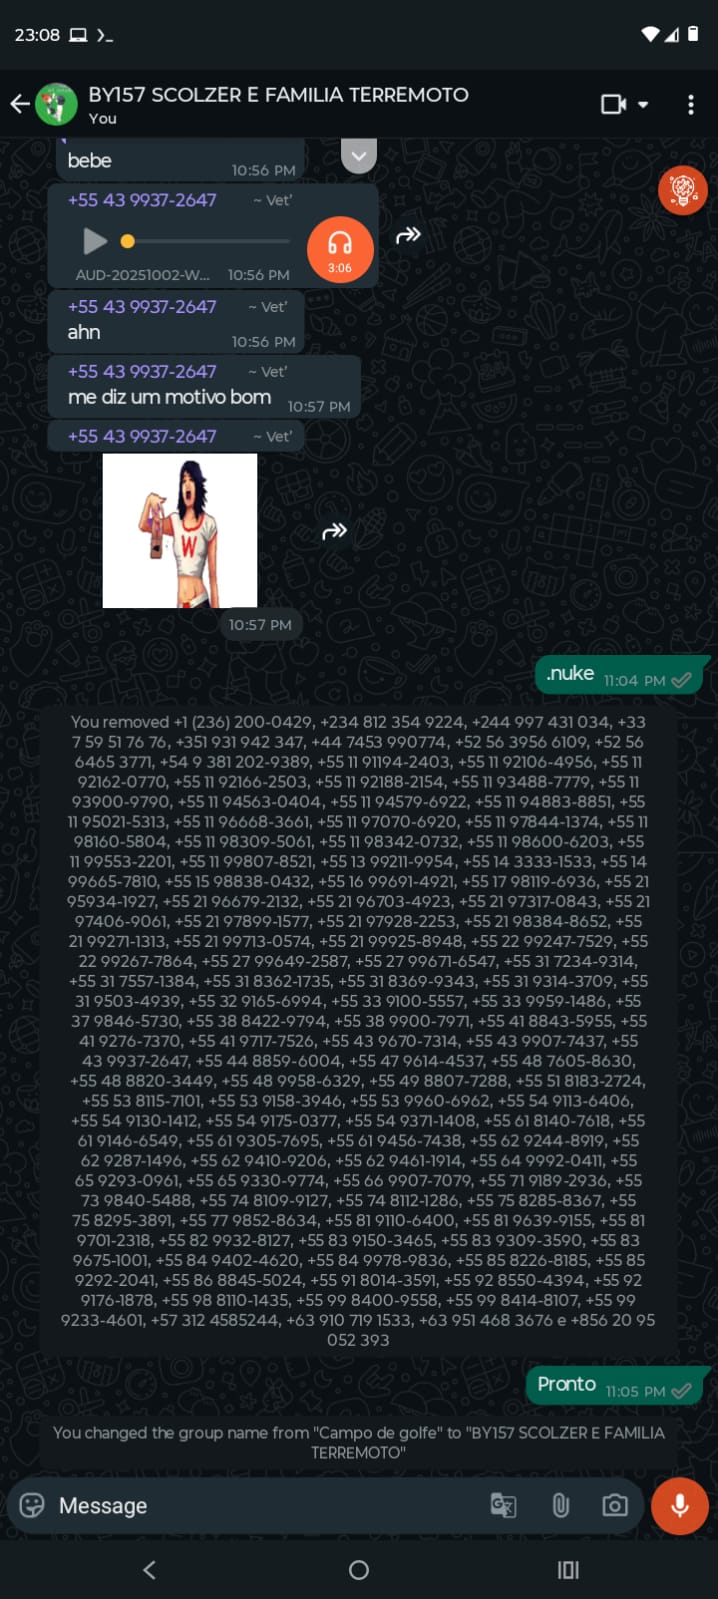 23:08
BY157 SCOLZER E FAMILIA TERREMOTO
You
bebe
10:56 PM
+55 43 9937-2647 ~ Vet'
3:06
AUD-20251002-W... 10:56 PM
+55 43 9937-2647 ~ Vet'
ahn
10:56 PM
+55 43 9937-2647 ~ Vet'
me diz um motivo bom 10:57 PM
+55 43 9937-2647 ~ Vet'
W
10:57 PM
.nuke 11:04 PM
You removed +1 (236) 200-0429, +234 812 354 9224, +244 997 431 034, +33
7 59 51 76 76, +351 931 942 347, +44 7453 990774, +52 56 3956 6109, +52 56
6465 3771, +54 9 381 202-9389, +55 11 91194-2403, +55 11 92106-4956, +55 11
92162-0770, +55 11 92166-2503, +55 11 92188-2154, +55 11 93488-7779, +55 11
93900-9790, +55 11 94563-0404, +55 11 94579-6922, +55 11 94883-8851, +55
11 95021-5313, +55 11 96668-3661, +55 11 97070-6920, +55 11 97844-1374, +55 11
98160-5804, +55 11 98309-5061, +55 11 98342-0732, +55 11 98600-6203, +55
11 99553-2201, +55 11 99807-8521, +55 13 99211-9954, +55 14 3333-1533, +55 14
99665-7810, +55 15 98838-0432, +55 16 99691-4921, +55 17 98119-6936, +55 21
95934-1927, +55 21 96679-2132, +55 21 96703-4923, +55 21 97317-0843, +55 21
97406-9061, +55 21 97899-1577, +55 21 97928-2253, +55 21 98384-8652, +55
21 99271-1313, +55 21 99713-0574, +55 21 99925-8948, +55 22 99247-7529, +55
22 99267-7864, +55 27 99649-2587, +55 27 99671-6547, +55 31 7234-9314,
+55 31 7557-1384, +55 31 8362-1735, +55 31 8369-9343, +55 31 9314-3709, +55
31 9503-4939, +55 32 9165-6994, +55 33 9100-5557, +55 33 9959-1486, +55
37 9846-5730, +55 38 8422-9794, +55 38 9900-7971, +55 41 8843-5955, +55
41 9276-7370, +55 41 9717-7526, +55 43 9670-7314, +55 43 9907-7437, +55
43 9937-2647, +55 44 8859-6004, +55 47 9614-4537, +55 48 7605-8630,
+55 48 8820-3449, +55 48 9958-6329, +55 49 8807-7288, +55 51 8183-2724,
+55 53 8115-7101, +55 53 9158-3946, +55 53 9960-6962, +55 54 9113-6406,
+55 54 9130-1412, +55 54 9175-0377, +55 54 9371-1408, +55 61 8140-7618, +55
61 9146-6549, +55 61 9305-7695, +55 61 9456-7438, +55 62 9244-8919, +55
62 9287-1496, +55 62 9410-9206, +55 62 9461-1914, +55 64 9992-0411, +55
65 9293-0961, +55 65 9330-9774, +55 66 9907-7079, +55 71 9189-2936, +55
73 9840-5488, +55 74 8109-9127, +55 74 8112-1286, +55 75 8285-8367, +55
75 8295-3891, +55 77 9852-8634, +55 81 9110-6400, +55 81 9639-9155, +55 81
9701-2318, +55 82 9932-8127, +55 83 9150-3465, +55 83 9309-3590, +55 83
9675-1001, +55 84 9402-4620, +55 84 9978-9836, +55 85 8226-8185, +55 85
9292-2041, +55 86 8845-5024, +55 91 8014-3591, +55 92 8550-4394, +55 92
9176-1878, +55 98 8110-1435, +55 99 8400-9558, +55 99 8414-8107, +55 99
9233-4601, +57 312 4585244, +63 910 719 1533, +63 951 468 3676 e +856 20 95
052 393
Pronto 11:05 PM
You changed the group name from "Campo de golfe" to "BY157 SCOLZER E FAMILIA
TERREMOTO"
Message